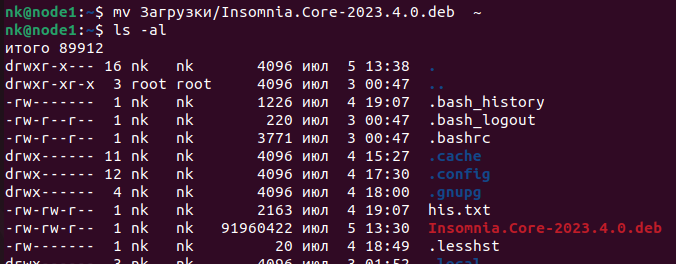 nk@node1:~$ mv Загрузки/Insomnia.Core-2023.4.0.deb  ~
nk@node1:~$ ls -al
итого 89912
drwxr-x--- 16 nk   nk       4096 июл  5 13:38 .
drwxr-xr-x  3 root root     4096 июл  3 00:47 ..
-rw-------  1 nk   nk       1226 июл  4 19:07 .bash_history
-rw-r--r--  1 nk   nk        220 июл  3 00:47 .bash_logout
-rw-r--r--  1 nk   nk       3771 июл  3 00:47 .bashrc
drwx------ 11 nk   nk       4096 июл  4 15:27 .cache
drwx------ 12 nk   nk       4096 июл  4 17:30 .config
drwx------  4 nk   nk       4096 июл  4 18:00 .gnupg
-rw-rw-r--  1 nk   nk       2163 июл  4 19:07 his.txt
-rw-rw-r--  1 nk   nk   91960422 июл  5 13:30 Insomnia.Core-2023.4.0.deb
-rw-------  1 nk   nk         20 июл  4 18:49 .lesshst
drwx------  3 nk   nk       4096 июл  3 01:52 .local